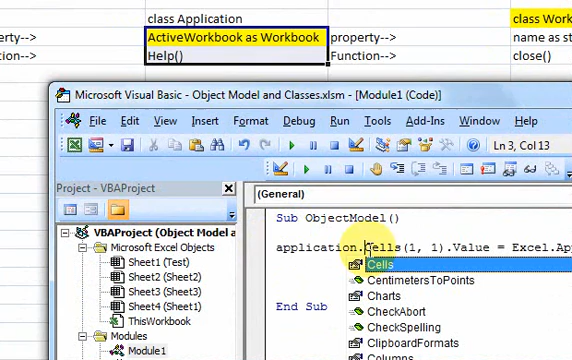 class Application
class Work
erty--> ActiveWorkbook as Workbook property--> name as st
tion--> Help() Function--> close()
Microsoft Visual Basic - Object Model and Classes.xlsm - [Module1 (Code)]
File Edit View Insert Format Debug Run Tools Add-Ins Window Help
Ln 3, Col 13
Project - VBAProject
(General)
VBAProject (Object Model a
Microsoft Excel Objects
Sheet1 (Test)
Sheet2 (Sheet2)
Sheet3 (Sheet3)
Sheet4 (Sheet1)
ThisWorkbook
Modules
Module1
Sub ObjectModel()
application.Cells(1, 1).Value = Excel.Ap
Cells
CentimetersToPoints
Charts
CheckAbort
CheckSpelling
ClipboardFormats
Columns
End Sub